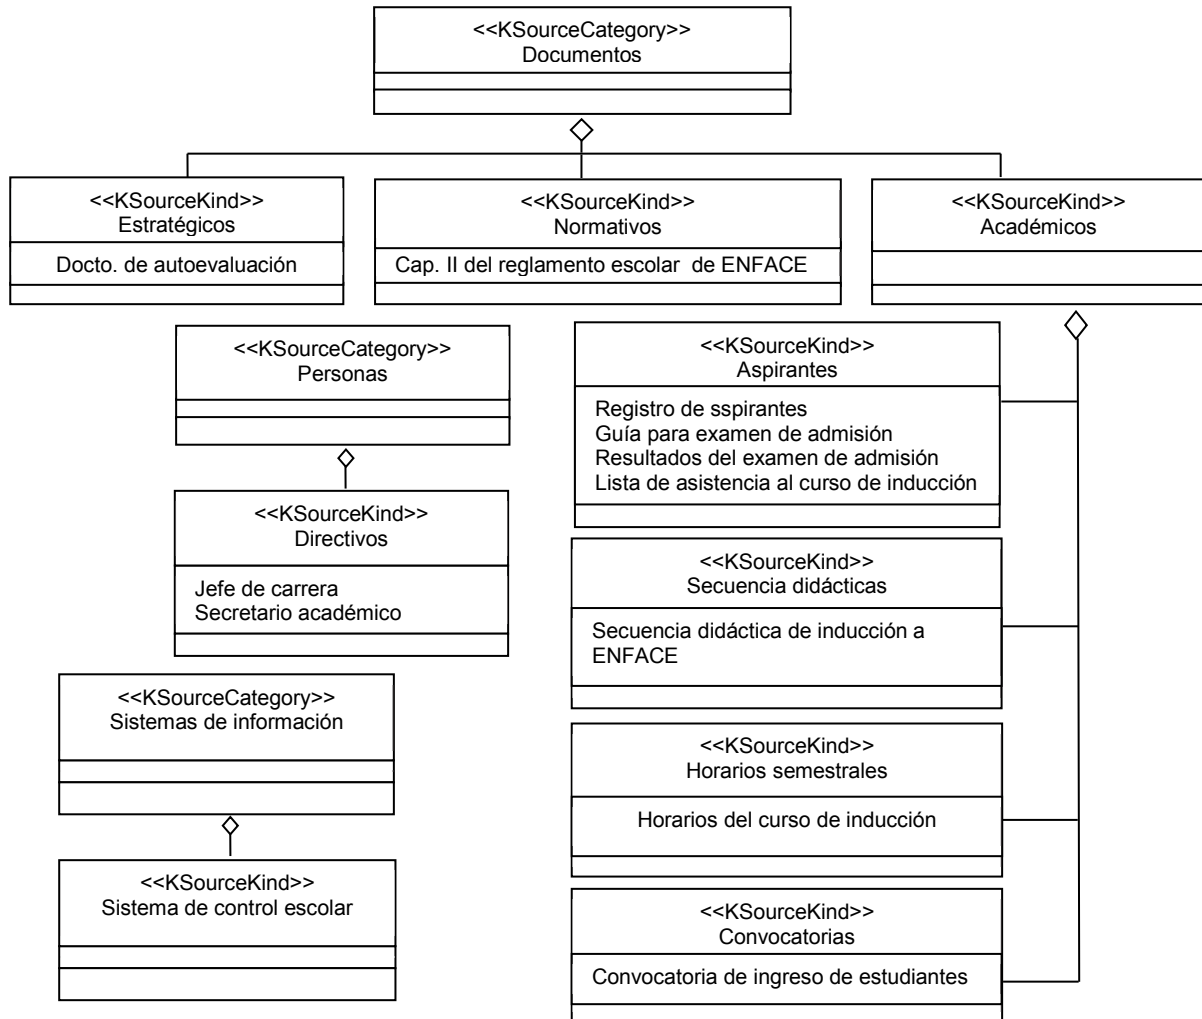 <<KSourceCategory>>
Documentos
<<KSourceKind>>
Estratégicos
Docto. de autoevaluación
<<KSourceKind>>
Normativos
Cap. II del reglamento escolar de ENFACE
<<KSourceKind>>
Académicos
<<KSourceCategory>>
Personas
<<KSourceKind>>
Directivos
Jefe de carrera
Secretario académico
<<KSourceCategory>>
Sistemas de información
<<KSourceKind>>
Sistema de control escolar
<<KSourceKind>>
Aspirantes
Registro de sspirantes
Guía para examen de admisión
Resultados del examen de admisión
Lista de asistencia al curso de inducción
<<KSourceKind>>
Secuencia didácticas
Secuencia didáctica de inducción a
ENFACE
<<KSourceKind>>
Horarios semestrales
Horarios del curso de inducción
<<KSourceKind>>
Convocatorias
Convocatoria de ingreso de estudiantes